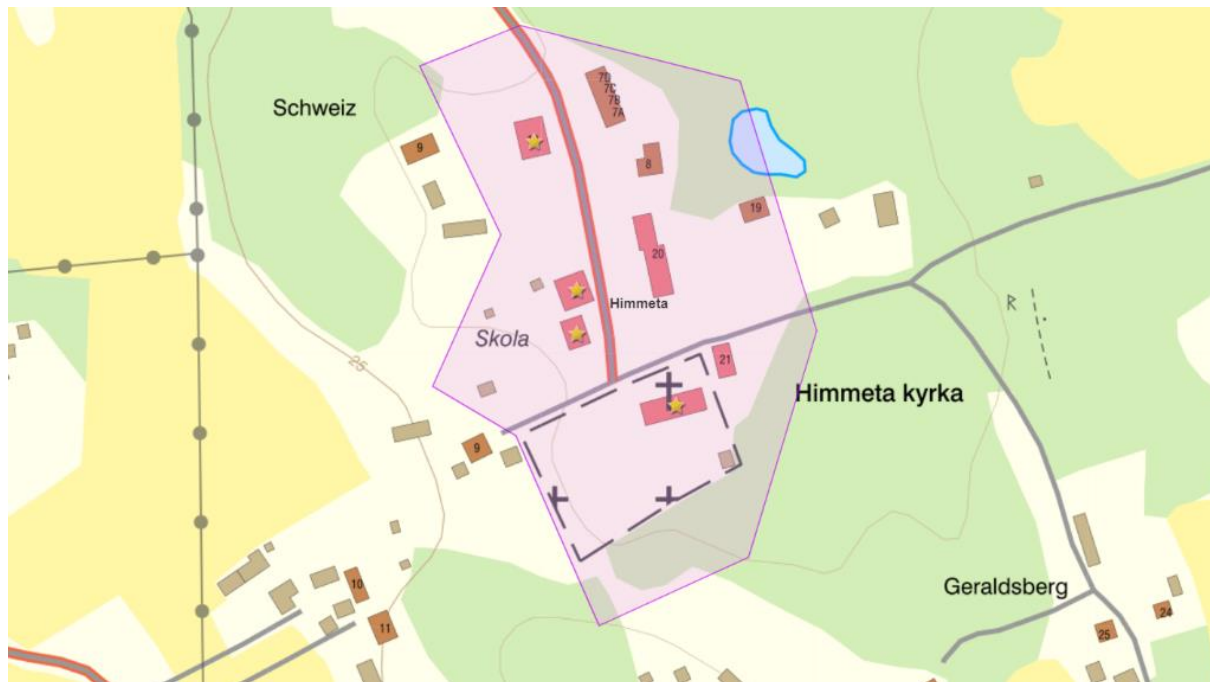 7D
7C
7B
7A
Schweiz
9
8
19
20
Himmeta
Skola
25
21
Himmeta kyrka
9
10
11
Geraldsberg
24
25
R